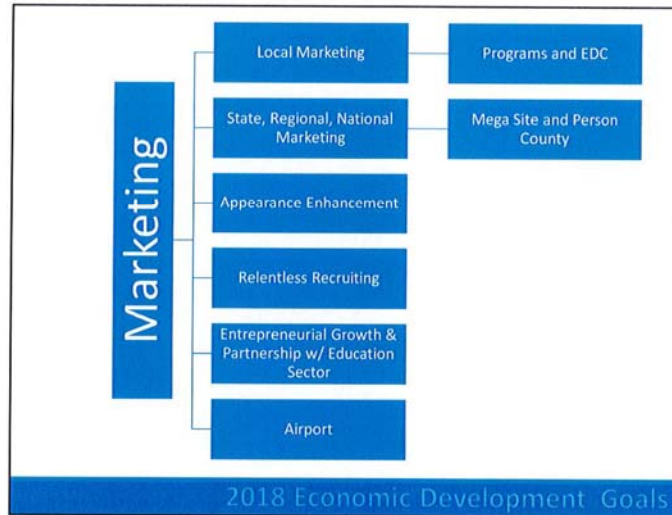 Marketing
Local Marketing
Programs and EDC
State, Regional, National
Marketing
Mega Site and Person
County
Appearance Enhancement
Relentless Recruiting
Entrepreneurial Growth &
Partnership w/ Education
Sector
Airport
2018 Economic Development Goals